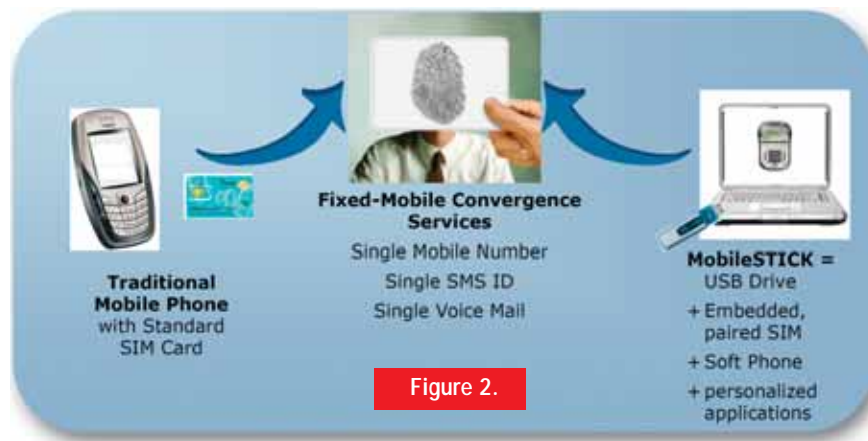 Fixed-Mobile Convergence
Services
Single Mobile Number
Single SMS ID
Single Voice Mail
Traditional
Mobile Phone
with Standard
SIM Card
MobileSTICK =
USB Drive
+ Embedded,
paired SIM
+ Soft Phone
+ personalized
applications
Figure 2.